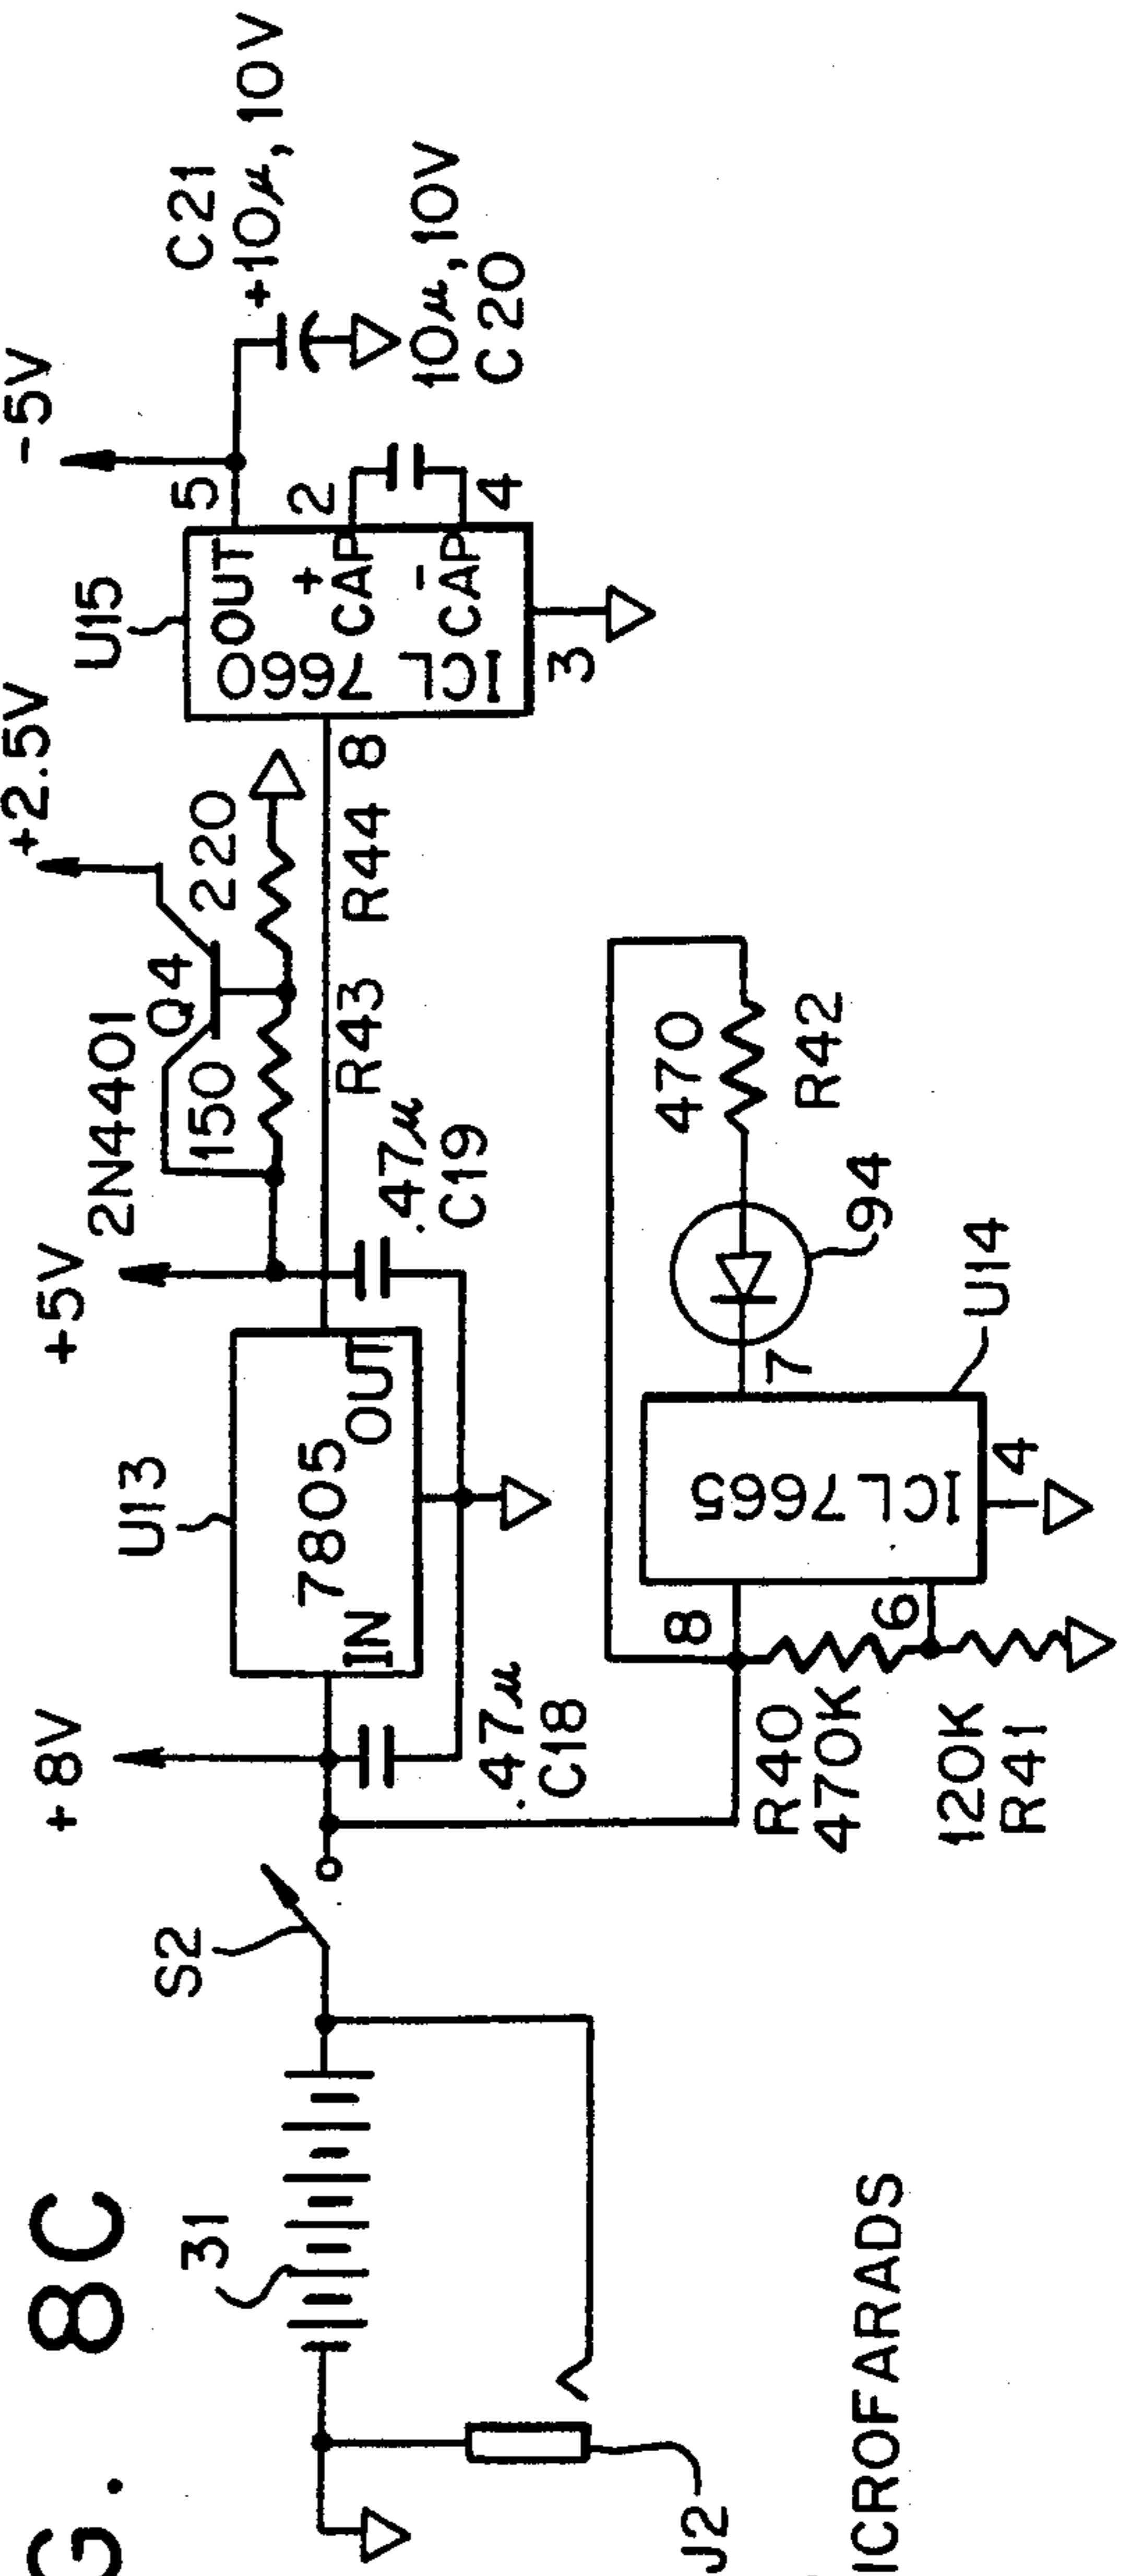 G. 8C
31
J2
ICROFARADS
S2
+8V
.47μ
C18
U13
7805
IN
OUT
+5V
.47μ
C19
2N4401
Q4
150
R43
220
R44
+2.5V
8
U15
OUT
+
CAP
-
CAP
ICL
7660
5
2
4
3
-5V
C21
+10μ, 10V
10μ, 10V
C20
R40
470K
120K
R41
8
6
ICL7665
7
4
U14
94
470
R42